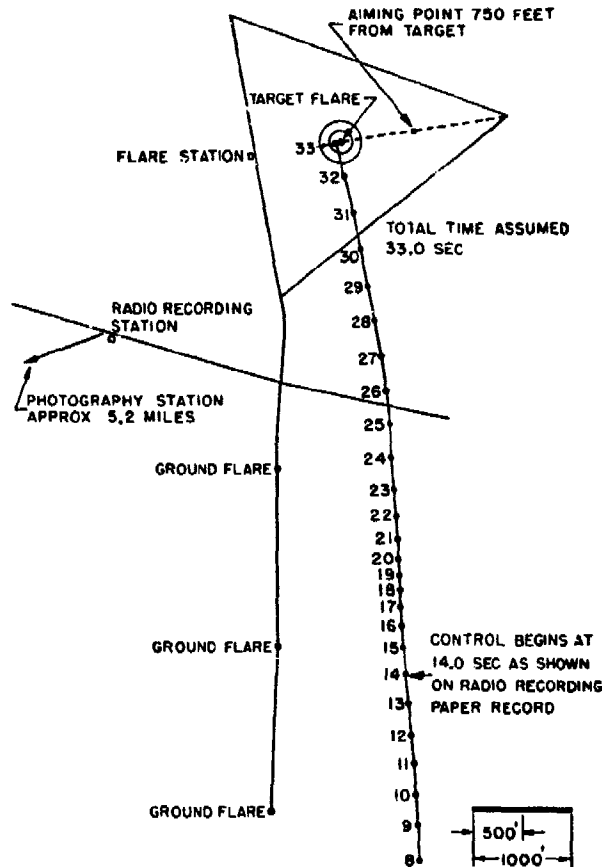 AIMING POINT 750 FEET
FROM TARGET
TARGET FLARE
33
FLARE STATION
32
31
TOTAL TIME ASSUMED
33.0 SEC
30
29
RADIO RECORDING
STATION
28
27
PHOTOGRAPHY STATION
APPROX 5.2 MILES
26
25
24
GROUND FLARE
23
22
21
20
19
18
17
16
15
GROUND FLARE
CONTROL BEGINS AT
14.0 SEC AS SHOWN
ON RADIO RECORDING
PAPER RECORD
14
13
12
11
10
GROUND FLARE
9
8
500'
1000'